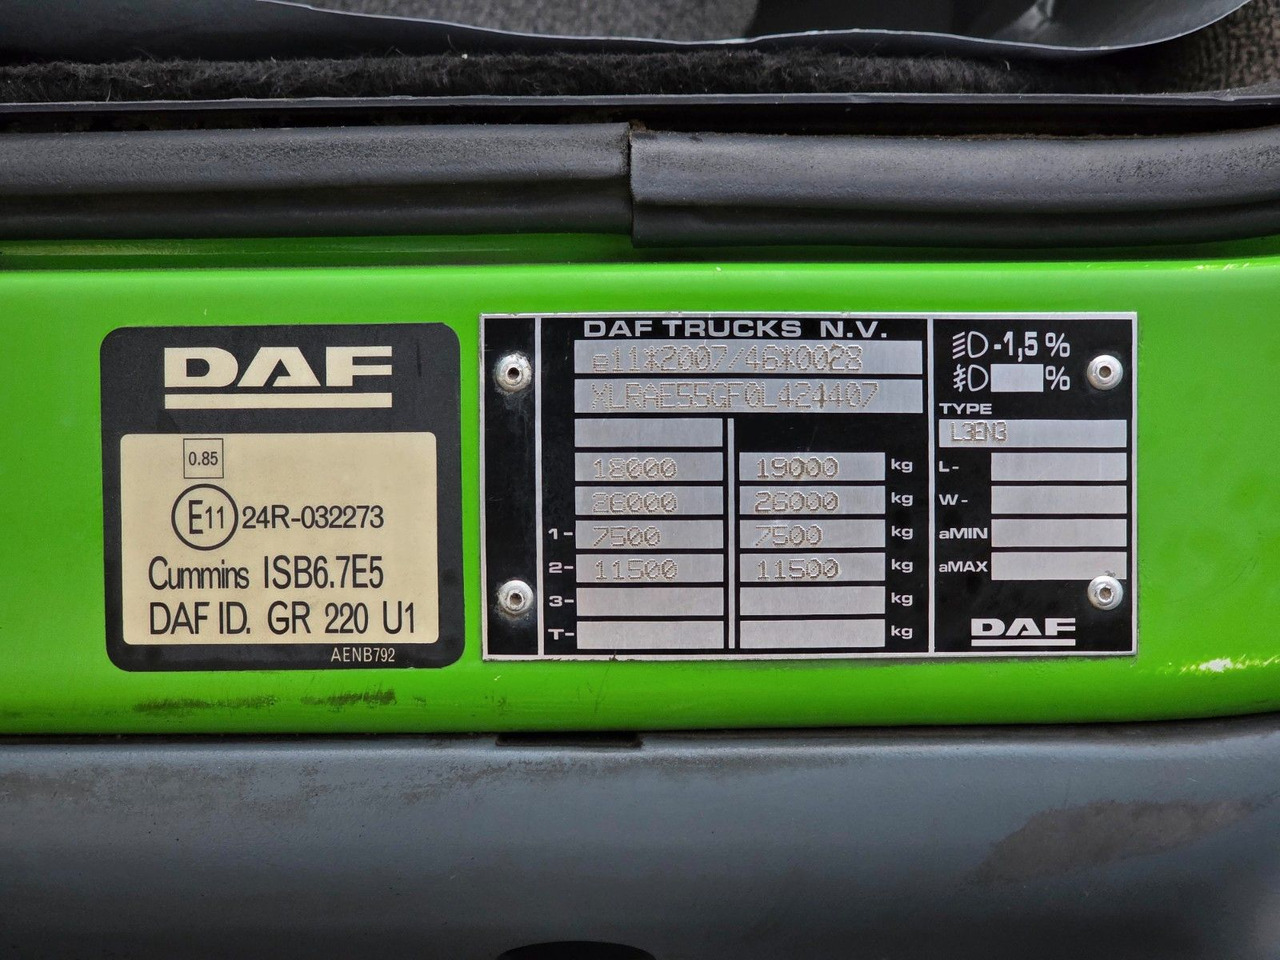 DAF
0.85
E11 24R-032273
Cummins ISB6.7E5
DAF ID. GR 220 U1
AENB792
DAF TRUCKS N.V.
e11*2007/46*0028
XLRAE55GF0L424407
18000 19000 kg
26000 kg
1- 7500 7500 kg
2- 11500 11500 kg
3- kg
T- kg
-1,5 %
%
TYPE
L3EN3
L-
W-
aMIN
aMAX
DAF